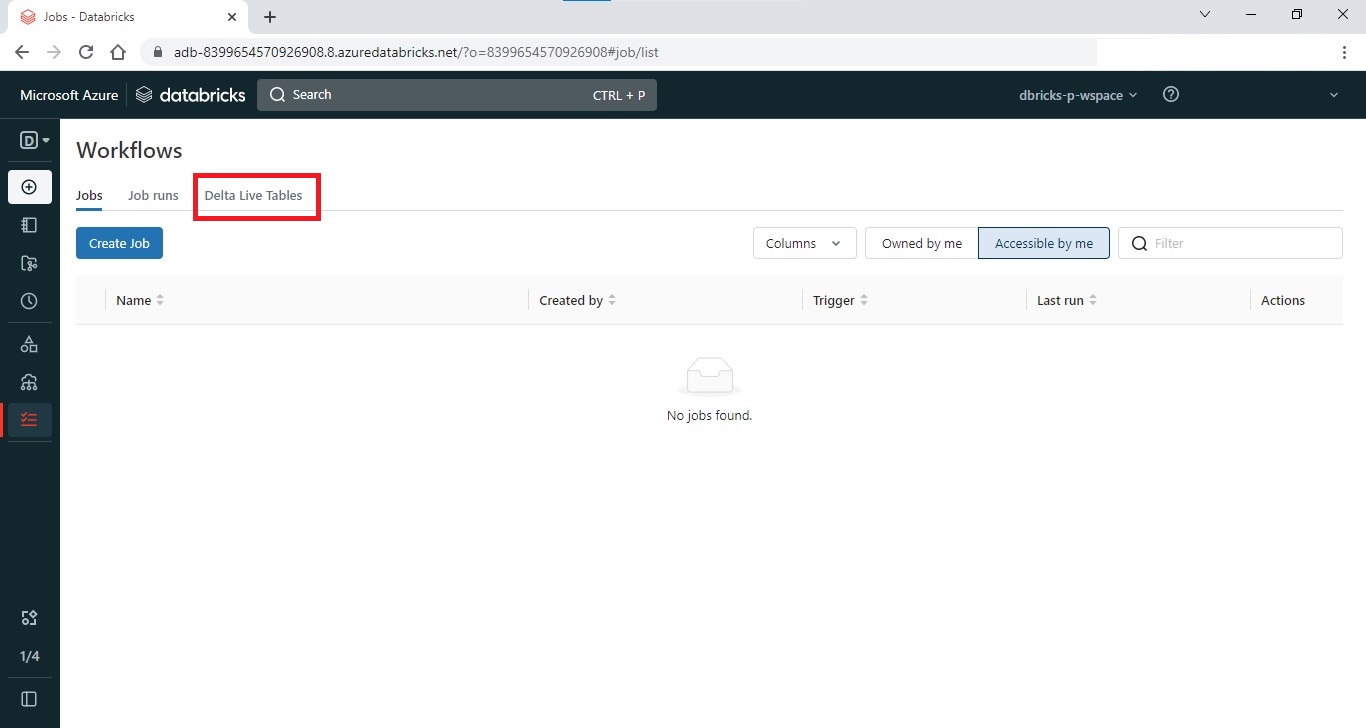 Jobs - Databricks
adb-8399654570926908.8.azuredatabricks.net/?o=8399654570926908#job/list
Microsoft Azure databricks Search CTRL + P dbricks-p-wspace
D
Workflows
Jobs Job runs Delta Live Tables
Create Job Columns Owned by me Accessible by me Filter
Name Created by Trigger Last run Actions
No jobs found.
1/4